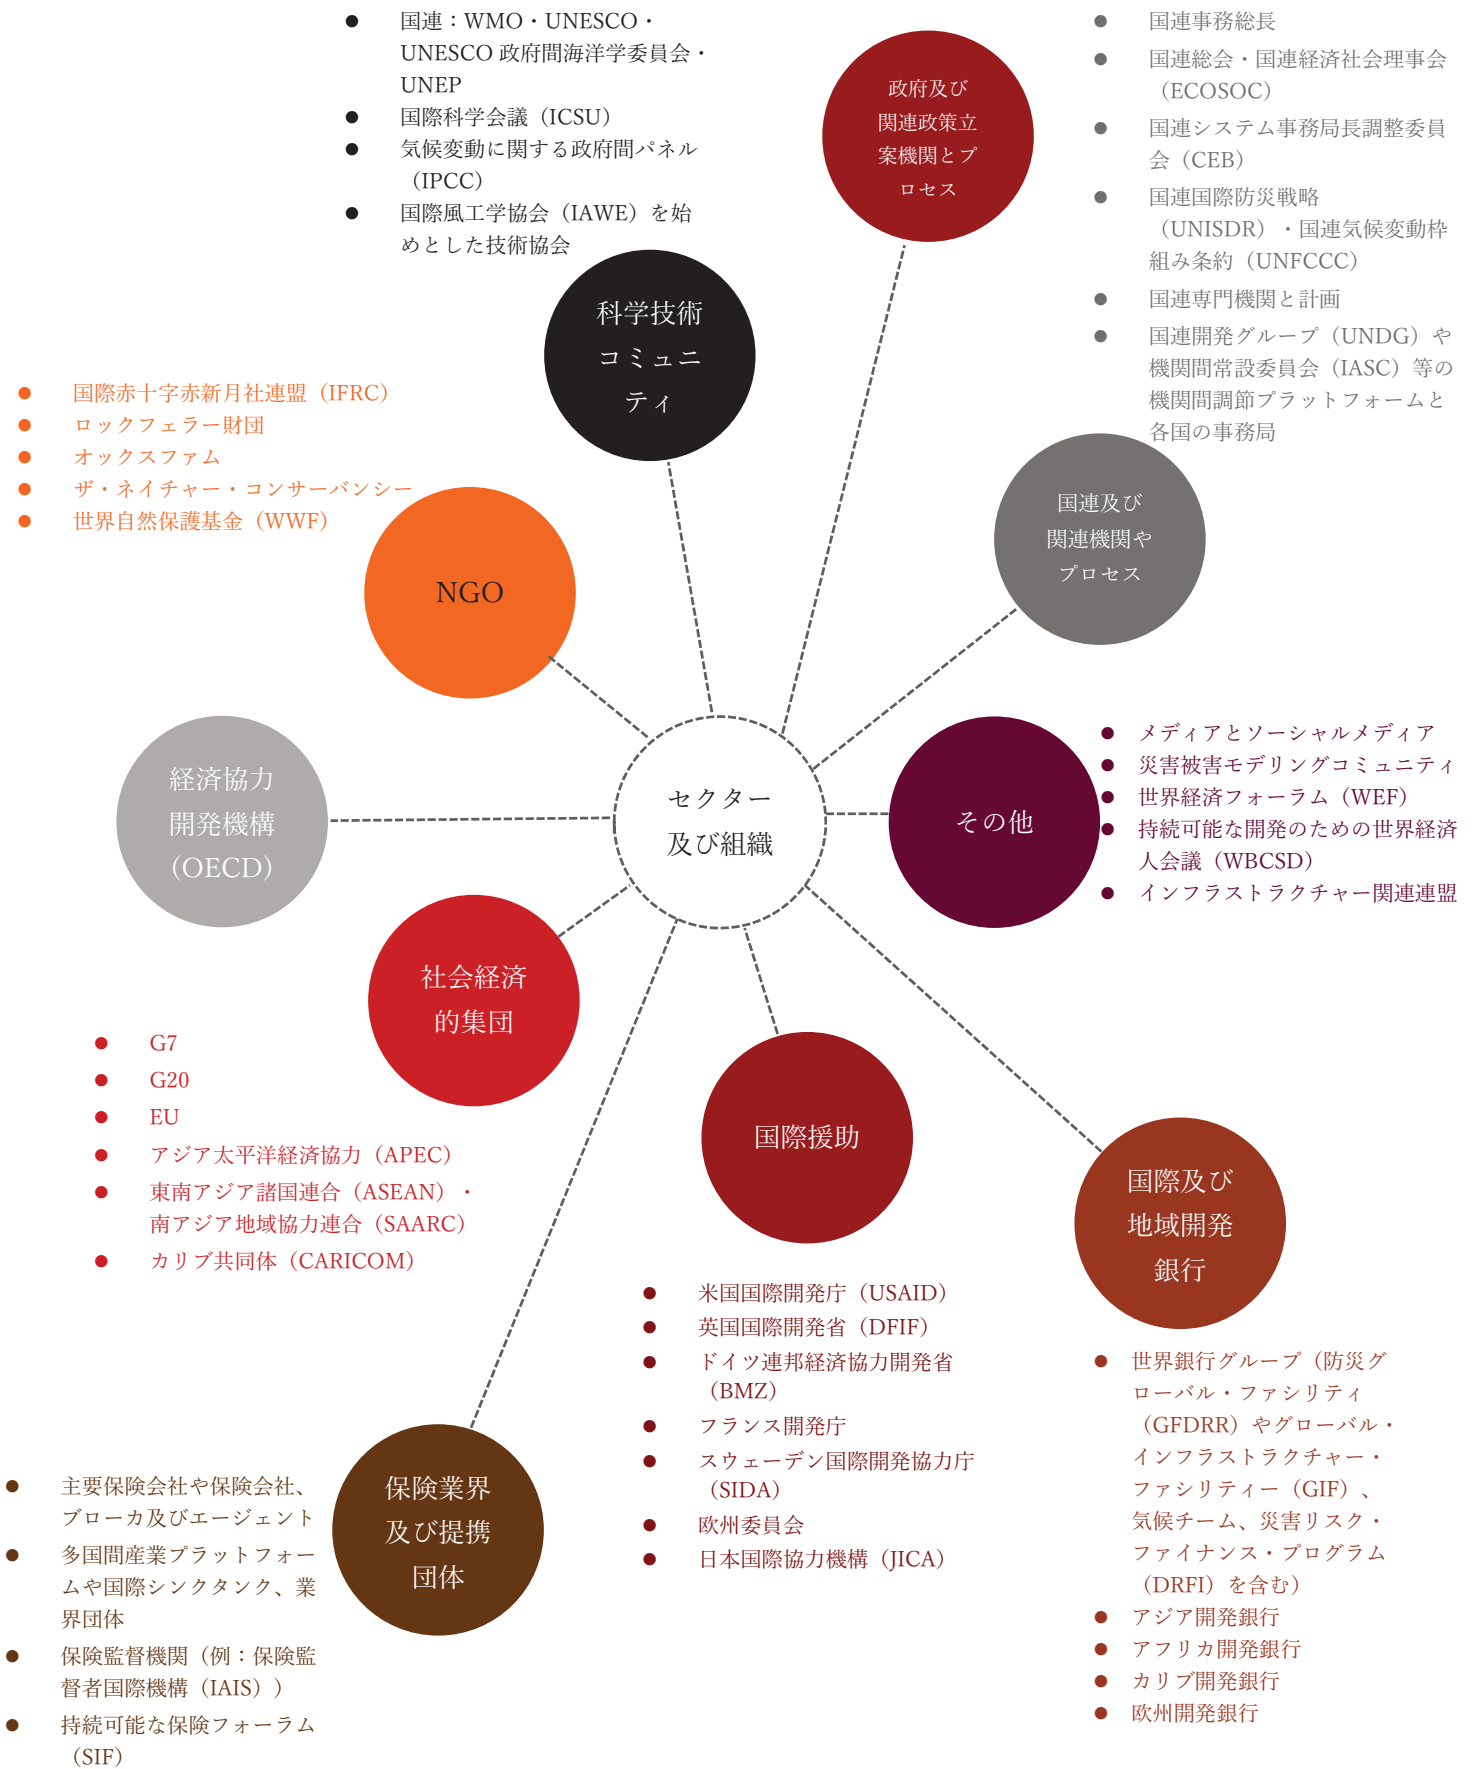 ● 国連：WMO・UNESCO・
UNESCO 政府間海洋学委員会・
UNEP
● 国際科学会議（ICSU）
● 気候変動に関する政府間パネル
（IPCC）
● 国際風工学協会（IAWE）を始
めとした技術協会
科学技術
コミュニ
ティ
政府及び
関連政策立
案機関とプ
ロセス
● 国連事務総長
● 国連総会・国連経済社会理事会
（ECOSOC）
● 国連システム事務局長調整委員
会（CEB）
● 国連国際防災戦略
（UNISDR）・国連気候変動枠
組み条約（UNFCCC）
● 国連専門機関と計画
● 国連開発グループ（UNDG）や
機関間常設委員会（IASC）等の
機関間調節プラットフォームと
各国の事務局
国連及び
関連機関や
プロセス
● 国際赤十字赤新月社連盟（IFRC）
● ロックフェラー財団
● オックスファム
● ザ・ネイチャー・コンサーバンシー
● 世界自然保護基金（WWF）
NGO
経済協力
開発機構
（OECD）
セクター
及び組織
その他
● メディアとソーシャルメディア
● 災害被害モデリングコミュニティ
● 世界経済フォーラム（WEF）
● 持続可能な開発のための世界経済
人会議（WBCSD）
● インフラストラクチャー関連連盟
社会経済
的集団
● G7
● G20
● EU
● アジア太平洋経済協力（APEC）
● 東南アジア諸国連合（ASEAN）・
南アジア地域協力連合（SAARC）
● カリブ共同体（CARICOM）
国際援助
● 米国国際開発庁（USAID）
● 英国国際開発省（DFIF）
● ドイツ連邦経済協力開発省
（BMZ）
● フランス開発庁
● スウェーデン国際開発協力庁
（SIDA）
● 欧州委員会
● 日本国際協力機構（JICA）
国際及び
地域開発
銀行
● 世界銀行グループ（防災グ
ローバル・ファシリティ
（GFDRR）やグローバル・
インフラストラクチャー・
ファシリティー（GIF）、
気候チーム、災害リスク・
ファイナンス・プログラム
（DRFI）を含む）
● アジア開発銀行
● アフリカ開発銀行
● カリブ開発銀行
● 欧州開発銀行
保険業界
及び提携
団体
● 主要保険会社や保険会社、
ブローカ及びエージェント
● 多国間産業プラットフォー
ムや国際シンクタンク、業
界団体
● 保険監督機関（例：保険監
督者国際機構（IAIS））
● 持続可能な保険フォーラム
（SIF）